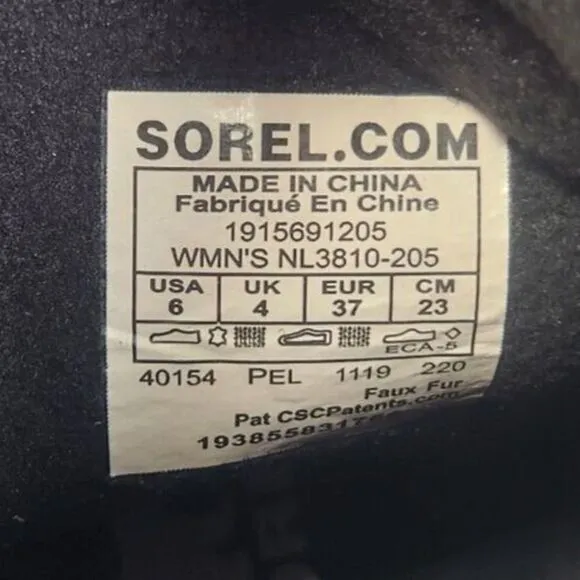 SOREL.COM
MADE IN CHINA
Fabriqué En Chine
1915691205
WMN'S NL3810-205
USA UK EUR CM
6 4 37 23
ECA-5
40154 PEL 1119 220
Faux Fur
Pat CSCPatents.com